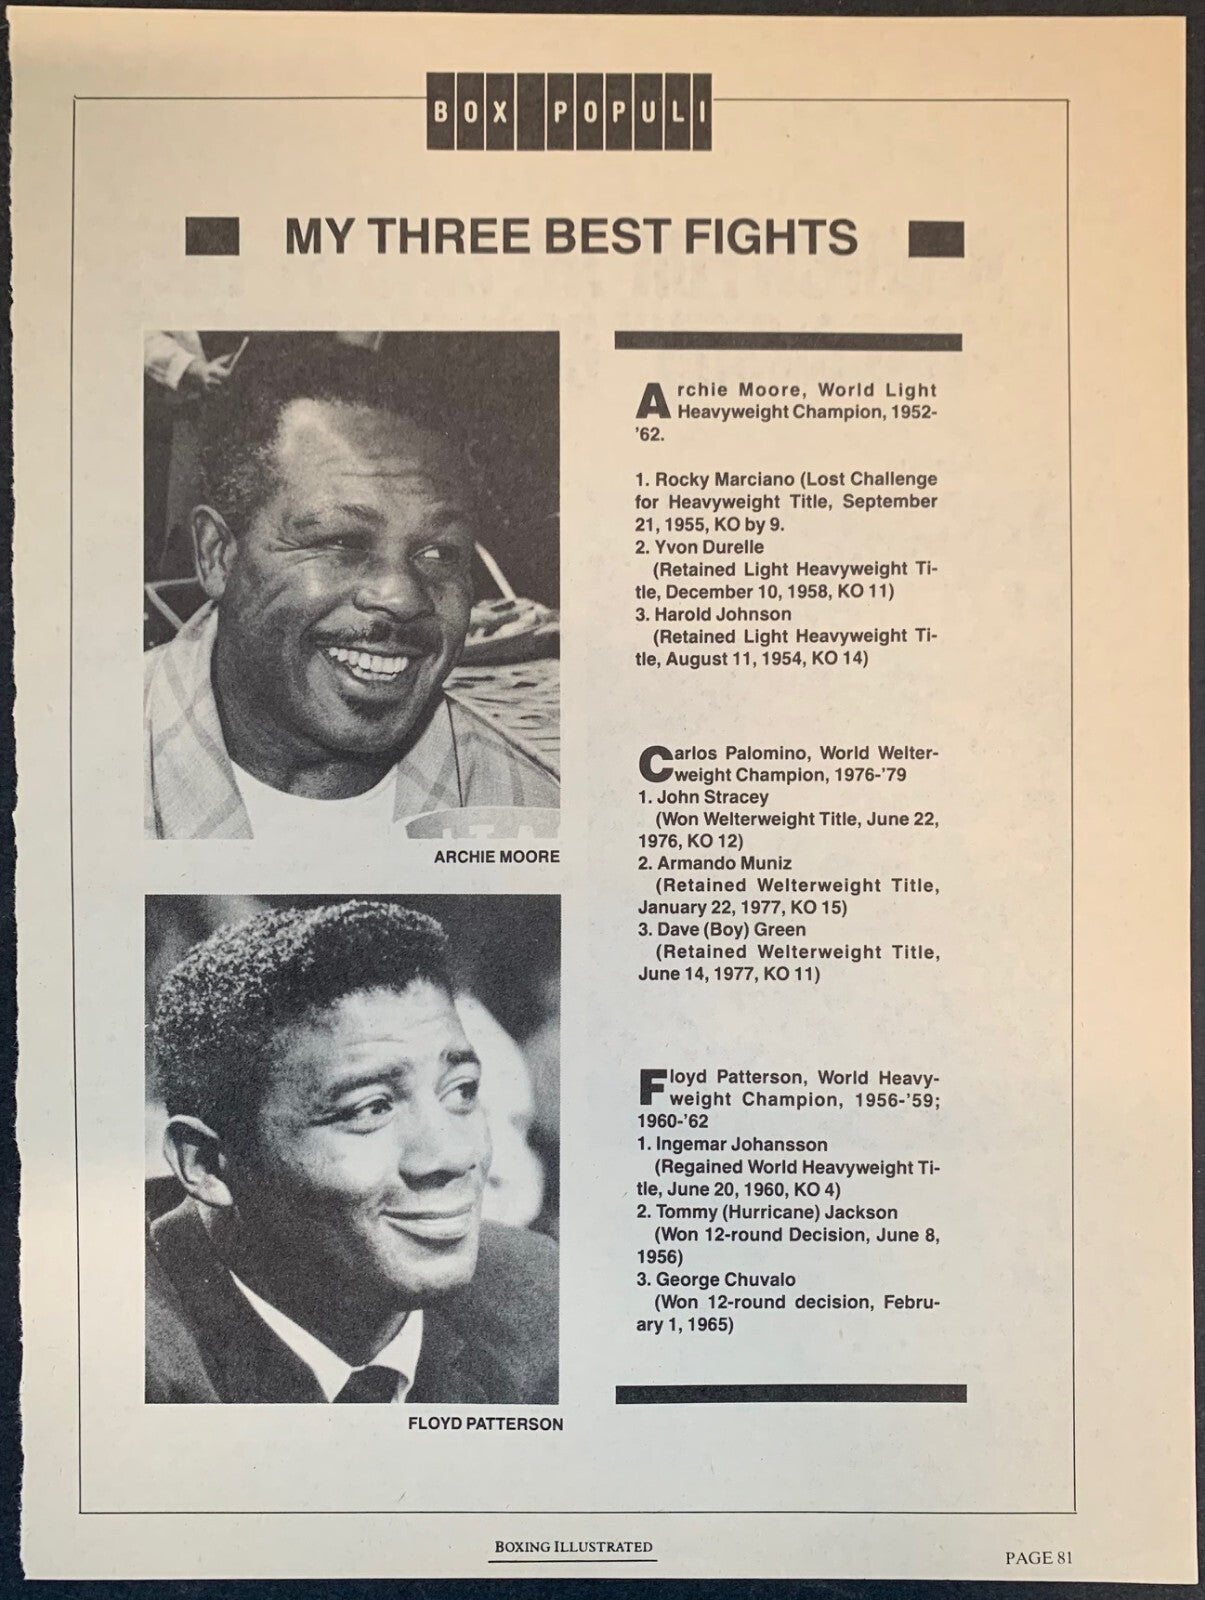 BOX POPULI
MY THREE BEST FIGHTS
ARCHIE MOORE
FLOYD PATTERSON
Archie Moore, World Light
Heavyweight Champion, 1952-
'62.
1. Rocky Marciano (Lost Challenge
for Heavyweight Title, September
21, 1955, KO by 9.
2. Yvon Durelle
(Retained Light Heavyweight Ti-
tle, December 10, 1958, KO 11)
3. Harold Johnson
(Retained Light Heavyweight Ti-
tle, August 11, 1954, KO 14)
Carlos Palomino, World Welter-
weight Champion, 1976-'79
1. John Stracey
(Won Welterweight Title, June 22,
1976, KO 12)
2. Armando Muniz
(Retained Welterweight Title,
January 22, 1977, KO 15)
3. Dave (Boy) Green
(Retained Welterweight Title,
June 14, 1977, KO 11)
Floyd Patterson, World Heavy-
weight Champion, 1956-'59;
1960-'62
1. Ingemar Johansson
(Regained World Heavyweight Ti-
tle, June 20, 1960, KO 4)
2. Tommy (Hurricane) Jackson
(Won 12-round Decision, June 8,
1956)
3. George Chuvalo
(Won 12-round decision, Febru-
ary 1, 1965)
BOXING ILLUSTRATED
PAGE 81